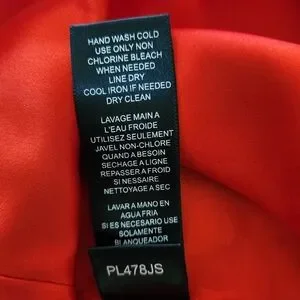 HAND WASH COLD
USE ONLY NON
CHLORINE BLEACH
WHEN NEEDED
LINE DRY
COOL IRON IF NEEDED
DRY CLEAN
LAVAGE MAIN A
L'EAU FROIDE
UTILISEZ SEULEMENT
JAVEL NON-CHLORE
QUAND A BESOIN
SECHAGE A LIGNE
REPASSER A FROID
SI NESSAIRE
NETTOYAGE A SEC
LAVAR A MANO EN
AGUA FRIA
SI ES NECESARIO USE
SOLAMENTE
BLANQUEADOR
PL478JS